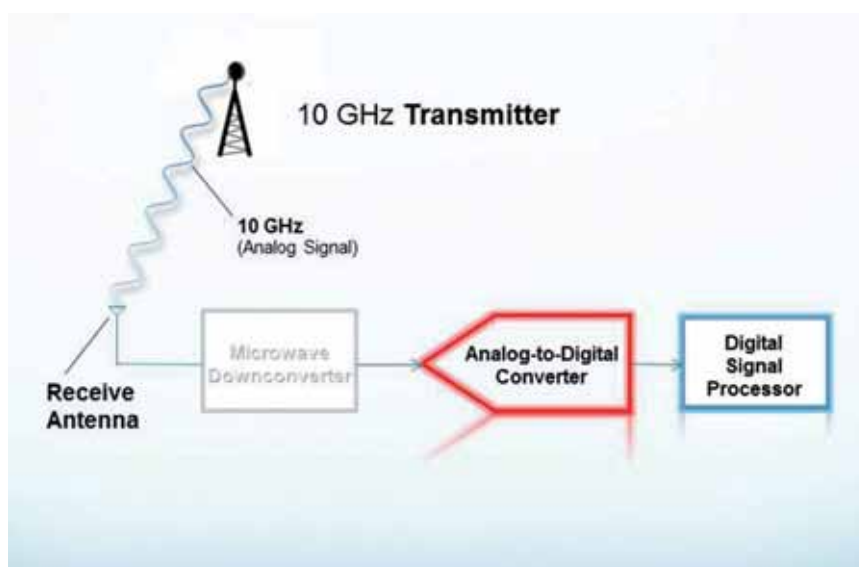 10 GHz Transmitter
10 GHz
(Analog Signal)
Microwave
Downconverter
Analog-to-Digital
Converter
Digital
Signal
Processor
Receive
Antenna